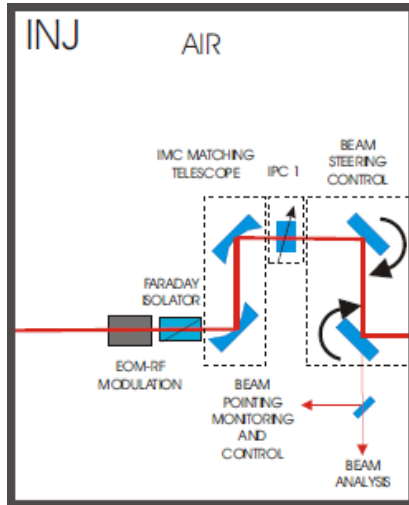 INJ
AIR
BEAM
STEERING
CONTROL
IMC MATCHING
TELESCOPE
IPC 1
FARADAY
ISOLATOR
EOM-RF
MODULATION
BEAM
POINTING
MONITORING
AND
CONTROL
BEAM
ANALYSIS